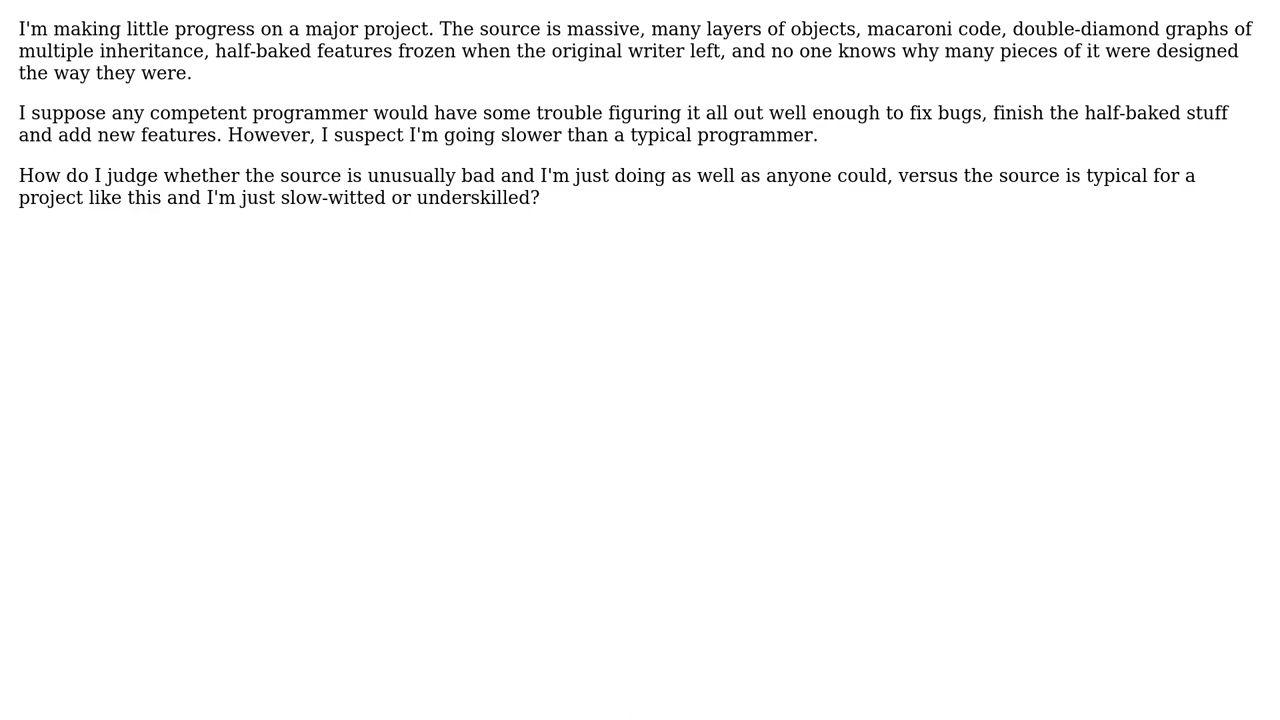 I'm making little progress on a major project. The source is massive, many layers of objects, macaroni code, double-diamond graphs of
multiple inheritance, half-baked features frozen when the original writer left, and no one knows why many pieces of it were designed
the way they were.
I suppose any competent programmer would have some trouble figuring it all out well enough to fix bugs, finish the half-baked stuff
and add new features. However, I suspect I'm going slower than a typical programmer.
How do I judge whether the source is unusually bad and I'm just doing as well as anyone could, versus the source is typical for a
project like this and I'm just slow-witted or underskilled?